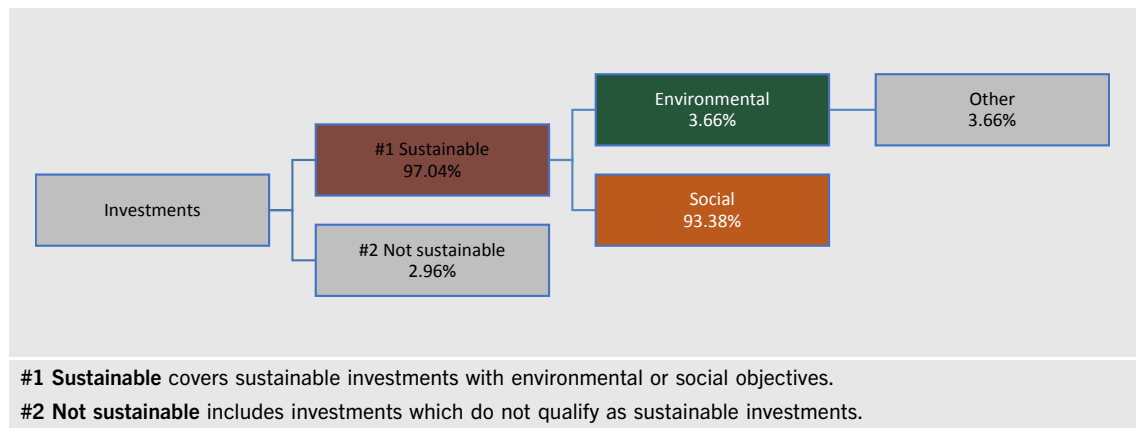 Environmental
3.66%
Other
3.66%
#1 Sustainable
97.04%
Investments
Social
93.38%
#2 Not sustainable
2.96%
#1 Sustainable covers sustainable investments with environmental or social objectives.
#2 Not sustainable includes investments which do not qualify as sustainable investments.